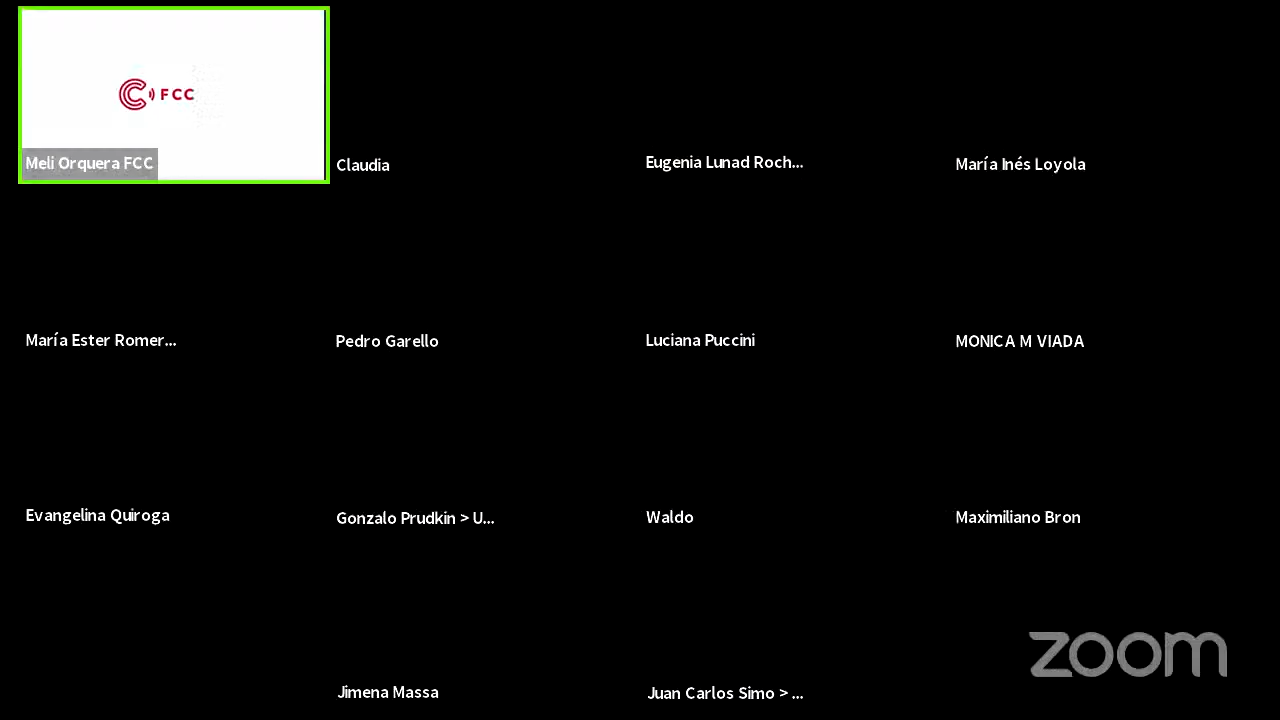 FCC
Meli Orquera FCC
Claudia
Eugenia Lunad Roch...
María Inés Loyola
María Ester Romer...
Pedro Garello
Luciana Puccini
MONICA M VIADA
Evangelina Quiroga
Gonzalo Prudkin > U...
Waldo
Maximiliano Bron
zoom
Jimena Massa
Juan Carlos Simo > ...